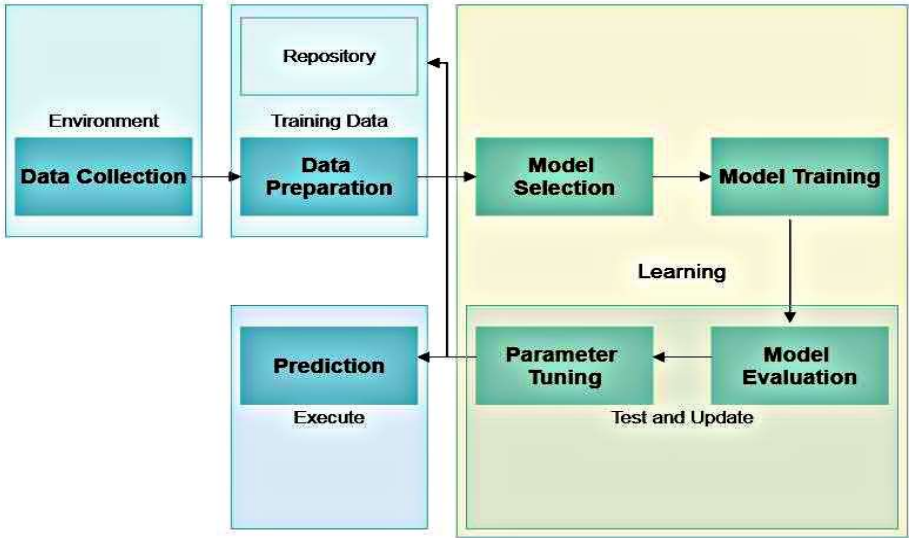 Repository
Environment
Training Data
Data Collection
Data
Preparation
Model
Selection
Model Training
Learning
Prediction
Parameter
Tuning
Model
Evaluation
Execute
Test and Update